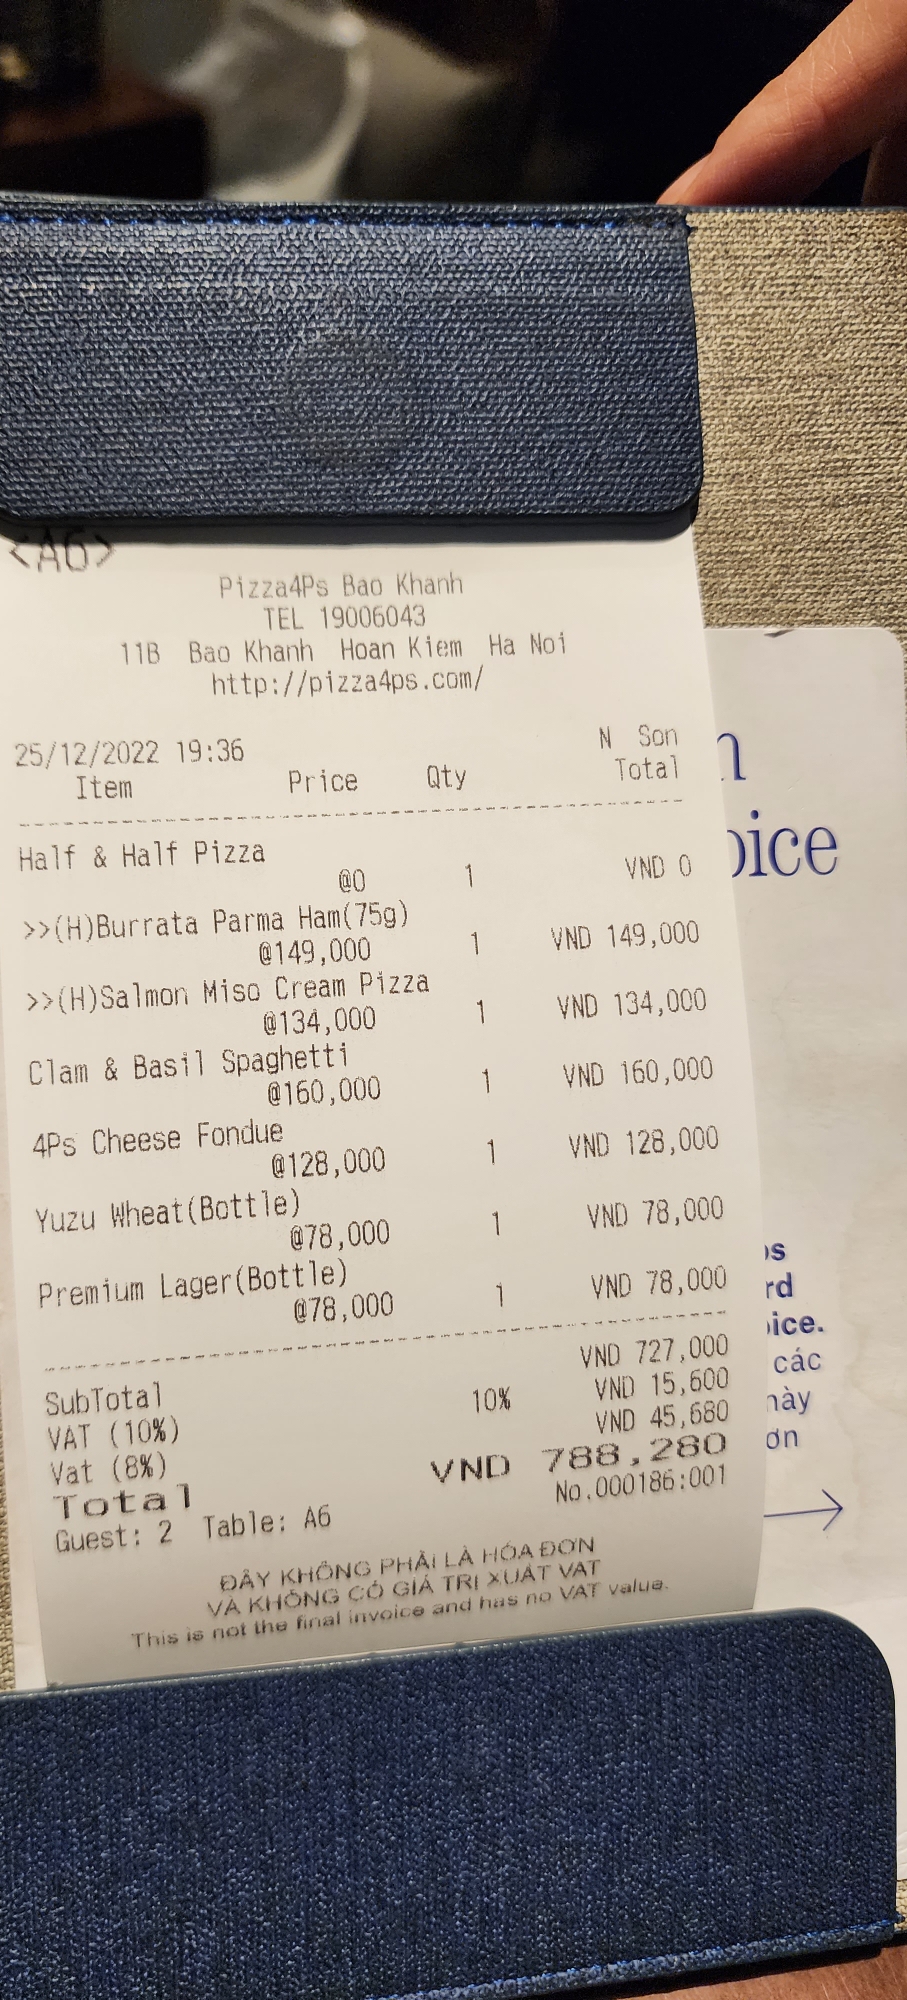 <A6>
Pizza4Ps Bao Khanh
TEL 19006043
11B Bao Khanh Hoan Kiem Ha Noi
http://pizza4ps.com/
25/12/2022 19:36 N Son
Item Price Qty Total
Half & Half Pizza
@0 1 VND 0
>>(H)Burrata Parma Ham(75g)
@149,000 1 VND 149,000
>>(H)Salmon Miso Cream Pizza
@134,000 1 VND 134,000
Clam & Basil Spaghetti
@160,000 1 VND 160,000
4Ps Cheese Fondue
@128,000 1 VND 128,000
Yuzu Wheat(Bottle)
@78,000 1 VND 78,000
Premium Lager(Bottle)
@78,000 1 VND 78,000
SubTotal VND 727,000
VAT (10%) 10% VND 15,600
Vat (8%) VND 45,680
Total VND 788,280
Guest: 2 Table: A6 No.000186:001
ĐÂY KHÔNG PHẢI LÀ HÓA ĐƠN
VÀ KHÔNG CÓ GIÁ TRỊ XUẤT VAT
This is not the final invoice and has no VAT value.
các